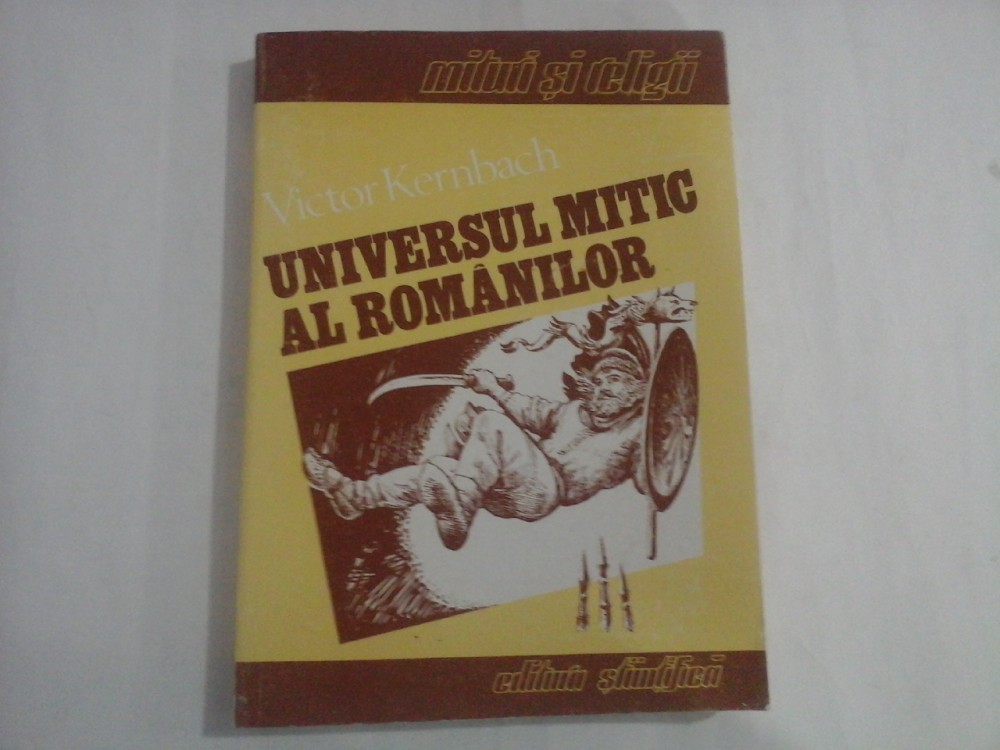 mituri și religii
Victor Kernbach
UNIVERSUL MITIC
AL ROMÂNILOR
editura științifică